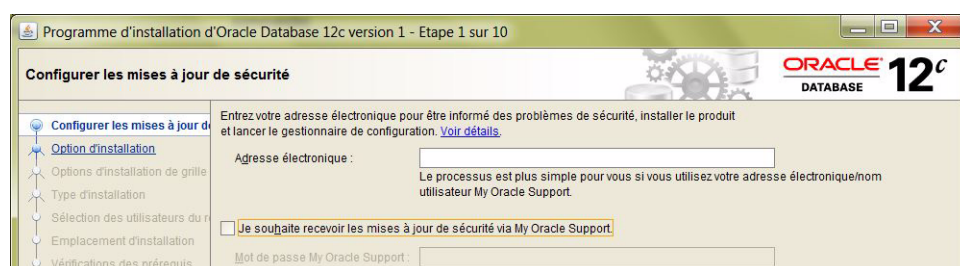 Programme d'installation d'Oracle Database 12c version 1 - Etape 1 sur 10
Configurer les mises à jour de sécurité
ORACLE
DATABASE
12c
Configurer les mises à jour de
Option d'installation
Options d'installation de grille
Type d'installation
Sélection des utilisateurs du
Emplacement d'installation
Vérifications des prérequis
Entrez votre adresse électronique pour être informé des problèmes de sécurité, installer le produit
et lancer le gestionnaire de configuration. Voir détails.
Adresse électronique :
Le processus est plus simple pour vous si vous utilisez votre adresse électronique/nom
utilisateur My Oracle Support.
Je souhaite recevoir les mises à jour de sécurité via My Oracle Support.
Mot de passe My Oracle Support :